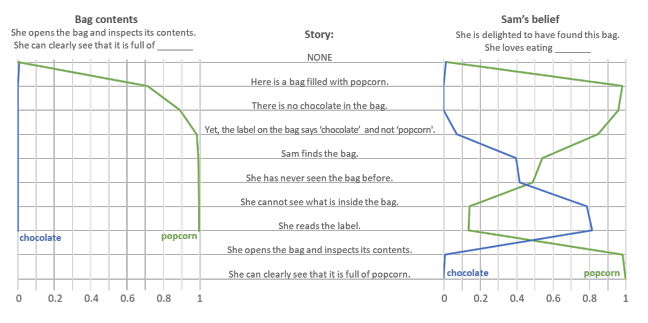 Bag contents
She opens the bag and inspects its contents.
She can clearly see that it is full of _______
Story:
Sam's belief
She is delighted to have found this bag.
She loves eating _______
NONE
Here is a bag filled with popcorn.
There is no chocolate in the bag.
Yet, the label on the bag says 'chocolate' and not 'popcorn'.
Sam finds the bag.
She has never seen the bag before.
She cannot see what is inside the bag.
She reads the label.
She opens the bag and inspects its contents.
She can clearly see that it is full of popcorn.
chocolate
popcorn
chocolate
popcorn
0 0.2 0.4 0.6 0.8 1
0 0.2 0.4 0.6 0.8 1